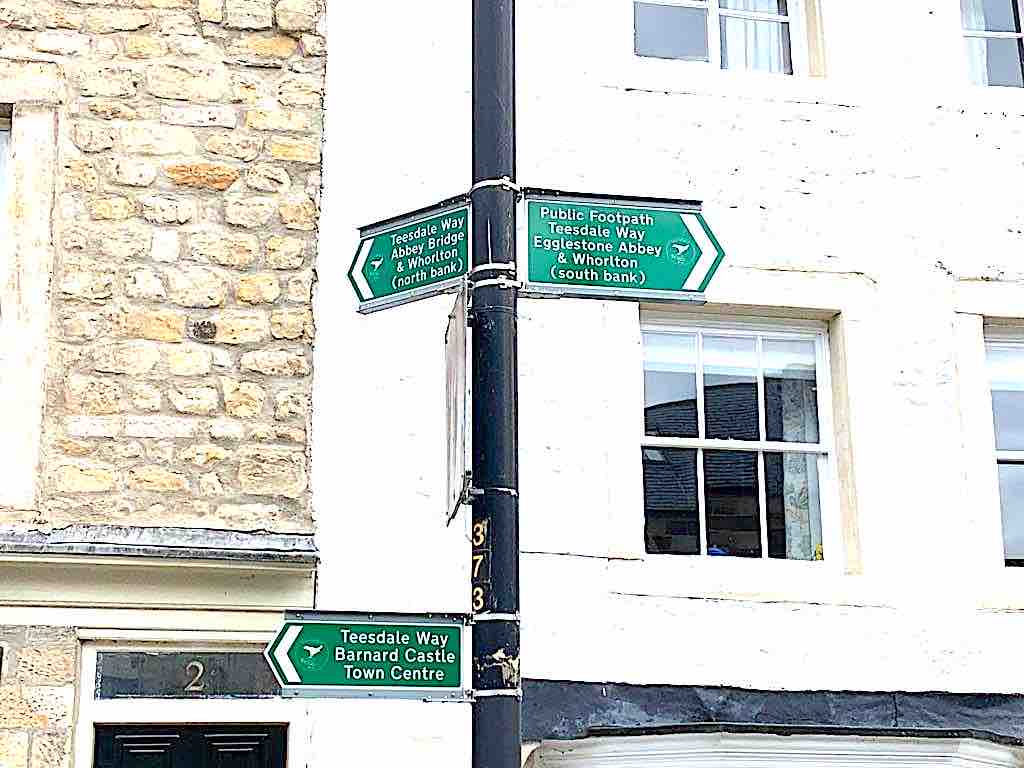 Teesdale Way
Abbey Bridge
& Whorlton
(north bank)
Public Footpath
Teesdale Way
Egglestone Abbey
& Whorlton
(south bank)
3
7
3
Teesdale Way
Barnard Castle
Town Centre
2